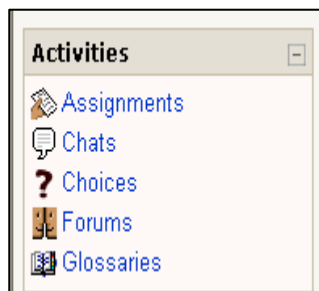 Activities
Assignments
Chats
Choices
Forums
Glossaries